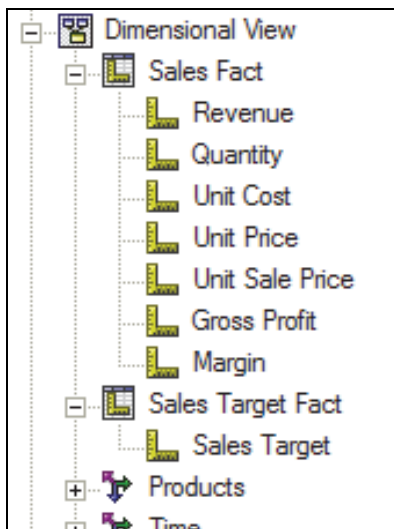 Dimensional View
Sales Fact
Revenue
Quantity
Unit Cost
Unit Price
Unit Sale Price
Gross Profit
Margin
Sales Target Fact
Sales Target
Products
Time